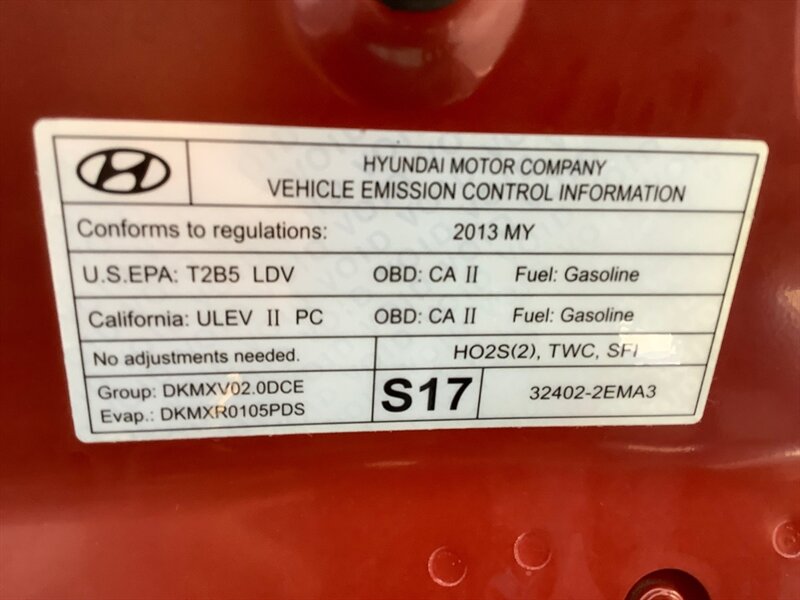 HYUNDAI MOTOR COMPANY
VEHICLE EMISSION CONTROL INFORMATION
Conforms to regulations: 2013 MY
U.S.EPA: T2B5 LDV OBD: CA II Fuel: Gasoline
California: ULEV II PC OBD: CA II Fuel: Gasoline
No adjustments needed. HO2S(2), TWC, SFI
Group: DKMXV02.0DCE
Evap.: DKMXR0105PDS
S17
32402-2EMA3